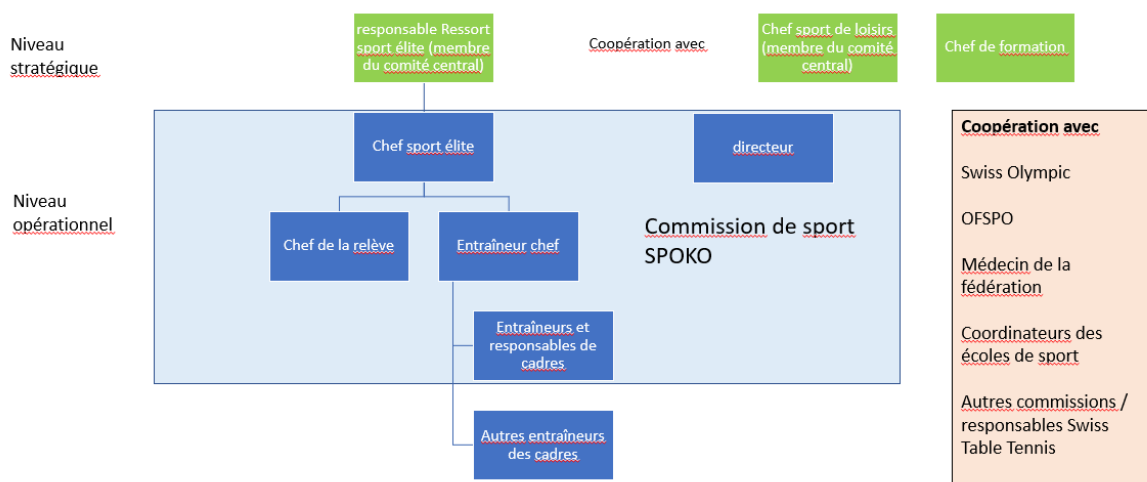 Niveau
stratégique
responsable Ressort
sport élite (membre
du comité central)
Coopération avec
Chef sport de loisirs
(membre du comité
central)
Chef de formation
Niveau
opérationnel
Chef sport élite
directeur
Chef de la relève
Entraîneur chef
Commission de sport
SPOKO
Entraîneurs et
responsables de
cadres
Autres entraîneurs
des cadres
Coopération avec
Swiss Olympic
OFSPO
Médecin de la
fédération
Coordinateurs des
écoles de sport
Autres commissions /
responsables Swiss
Table Tennis